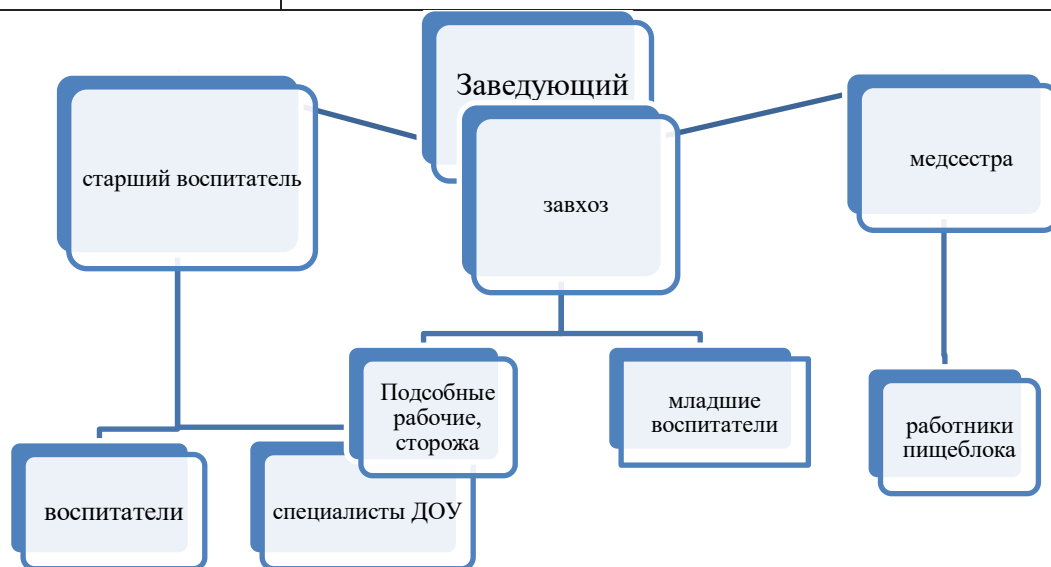 Заведующий
старший воспитатель
завхоз
медсестра
Подсобные
рабочие,
сторожа
младшие
воспитатели
работники
пищеблока
воспитатели
специалисты ДОУ